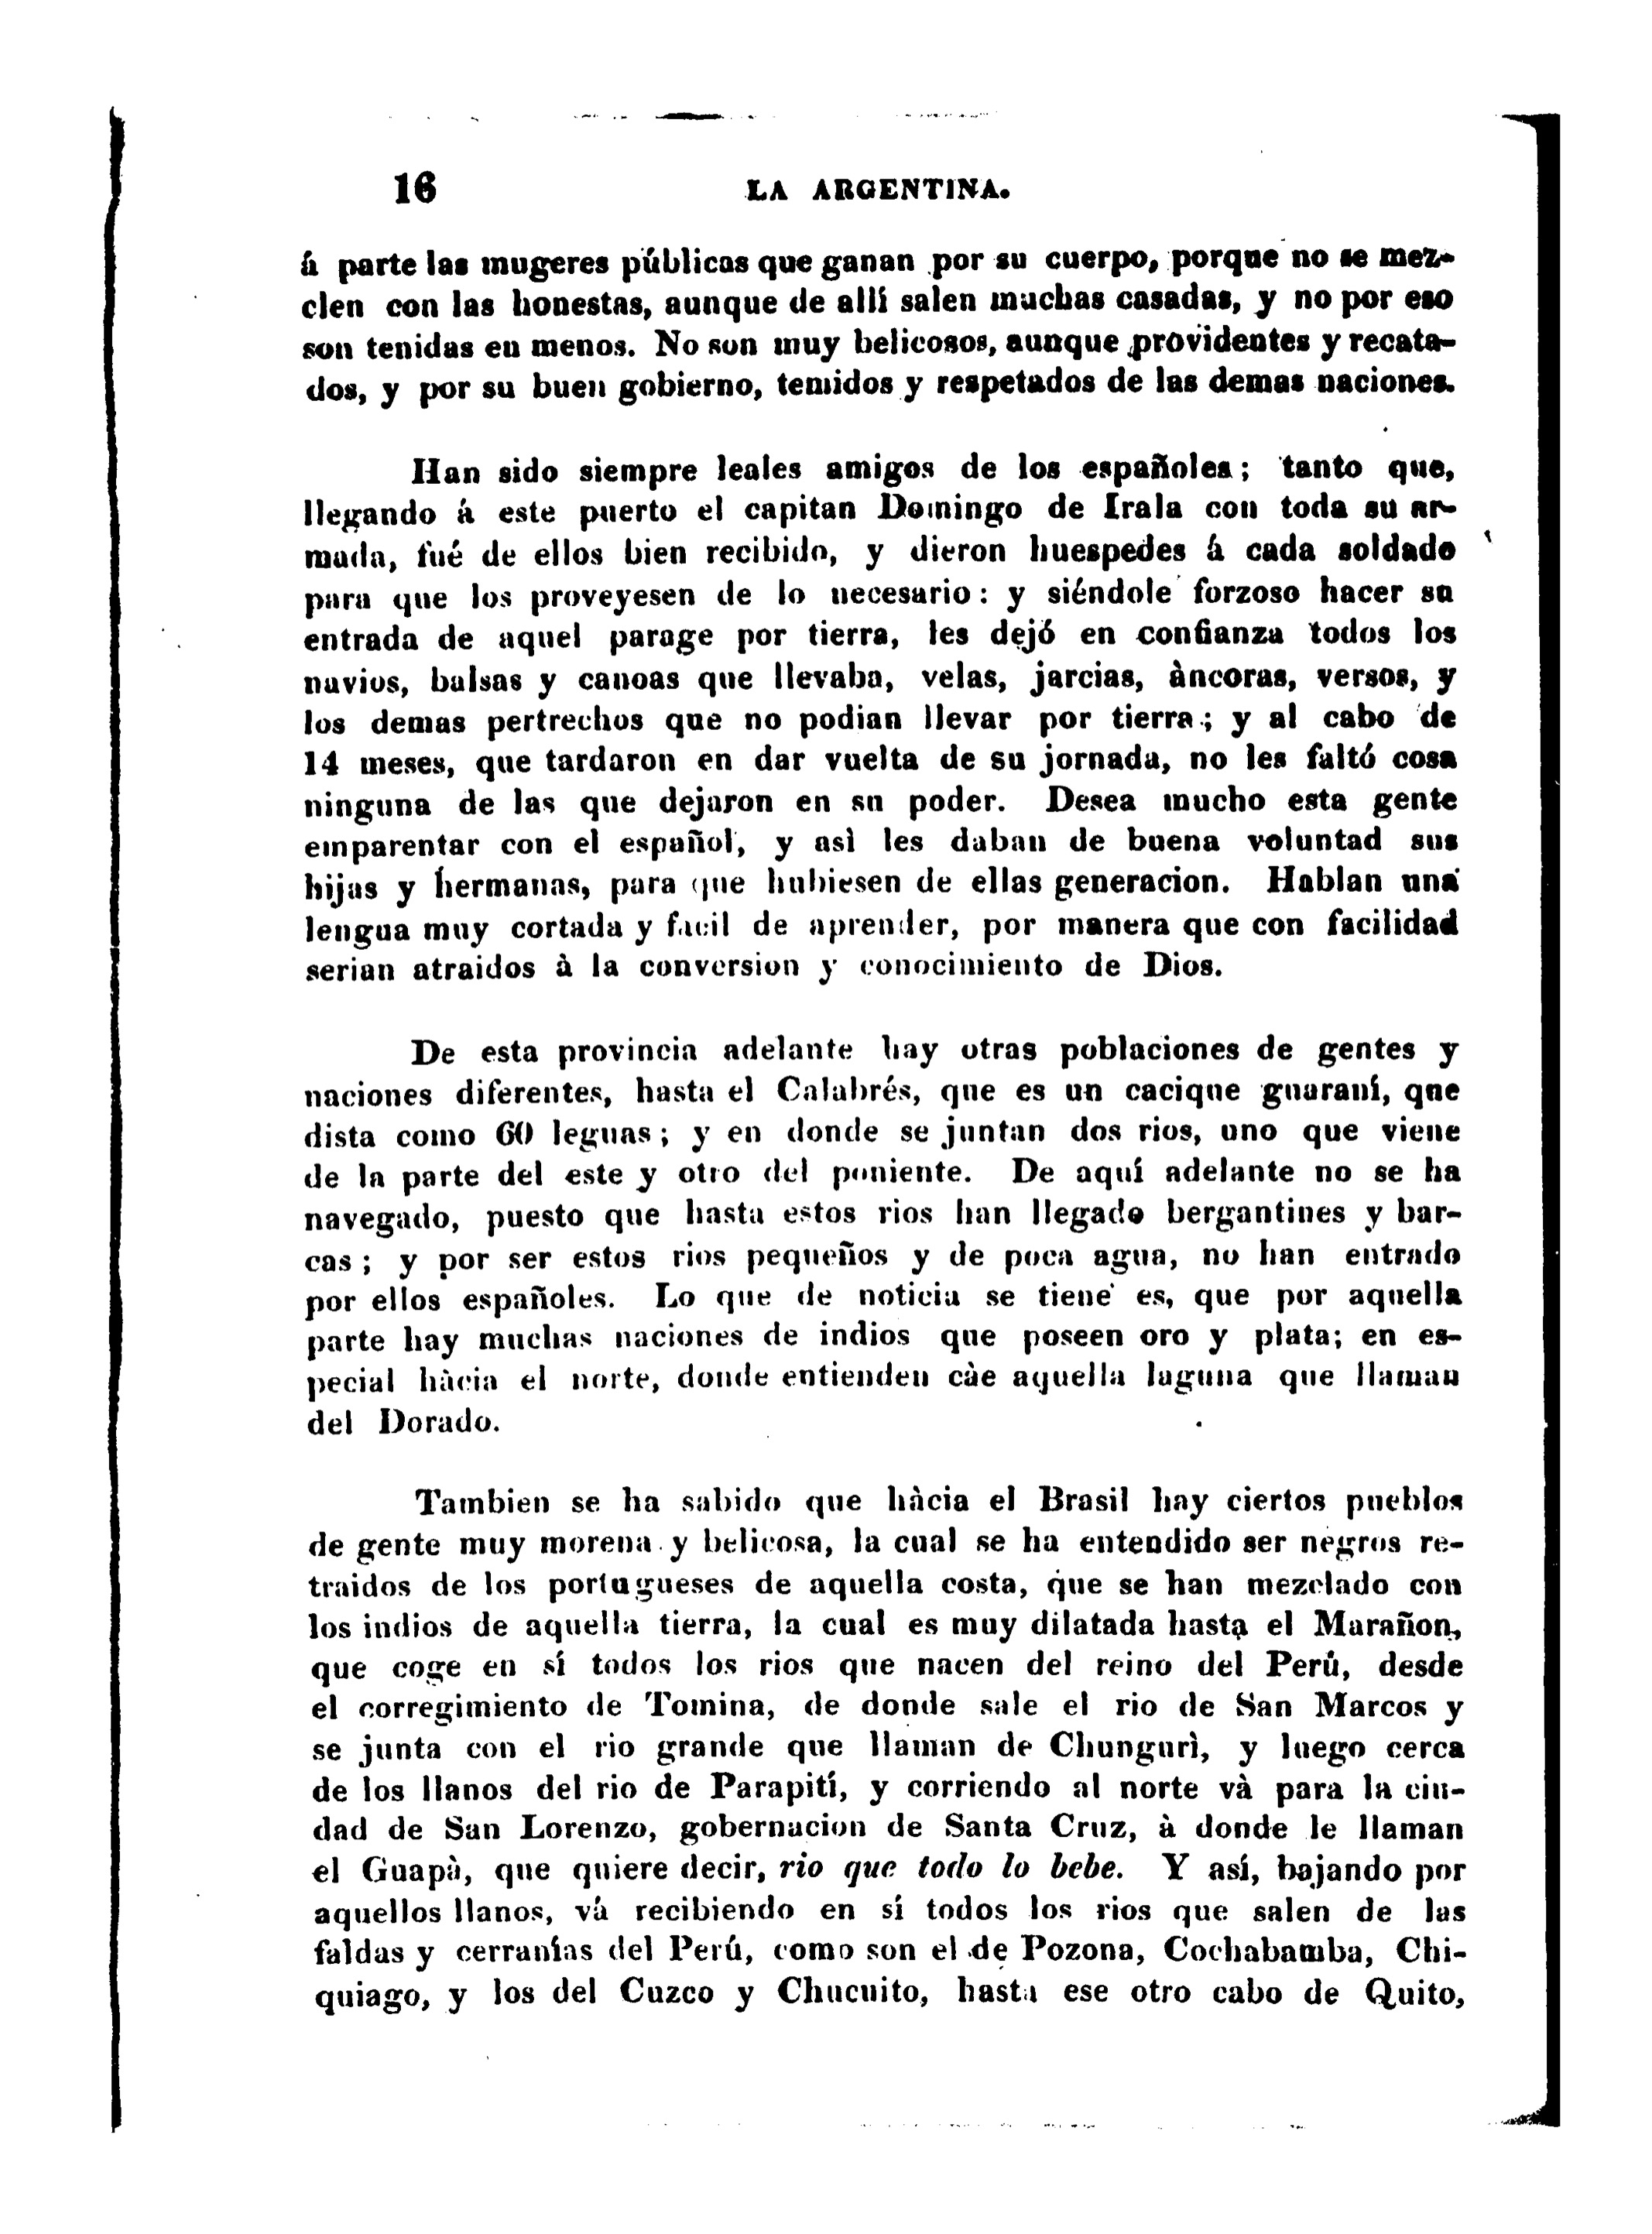 16
LA ARGENTINA.
á parte las mugeres públicas que ganan por su cuerpo, porque no se mez-
clen con las honestas, aunque de allí salen muchas casadas, y no por eso
son tenidas en menos. No son muy belicosos, aunque providentes y recata-
dos, y por su buen gobierno, temidos y respetados de las demas naciones.
Han sido siempre leales amigos de los españoles; tanto que,
llegando á este puerto el capitan Domingo de Irala con toda su ar-
mada, fué de ellos bien recibido, y dieron huespedes á cada soldado
para que los proveyesen de lo necesario: y siéndole forzoso hacer su
entrada de aquel parage por tierra, les dejó en confianza todos los
navios, balsas y canoas que llevaba, velas, jarcias, àncoras, versos, y
los demas pertrechos que no podian llevar por tierra; y al cabo de
14 meses, que tardaron en dar vuelta de su jornada, no les faltó cosa
ninguna de las que dejaron en su poder. Desea mucho esta gente
emparentar con el español, y asì les daban de buena voluntad sus
hijas y hermanas, para que hubiesen de ellas generacion. Hablan una
lengua muy cortada y facil de aprender, por manera que con facilidad
serian atraidos à la conversion y conocimiento de Dios.
De esta provincia adelante hay otras poblaciones de gentes y
naciones diferentes, hasta el Calabrés, que es un cacique guaraní, que
dista como 60 leguas; y en donde se juntan dos rios, uno que viene
de la parte del este y otro del poniente. De aquí adelante no se ha
navegado, puesto que hasta estos rios han llegado bergantines y bar-
cas; y por ser estos rios pequeños y de poca agua, no han entrado
por ellos españoles. Lo que de noticia se tiene es, que por aquella
parte hay muchas naciones de indios que poseen oro y plata; en es-
pecial hàcia el norte, donde entienden càe aquella laguna que llaman
del Dorado.
Tambien se ha sabido que hàcia el Brasil hay ciertos pueblos
de gente muy morena y belicosa, la cual se ha entendido ser negros re-
traidos de los portugueses de aquella costa, que se han mezclado con
los indios de aquella tierra, la cual es muy dilatada hasta el Marañon,
que coge en sí todos los rios que nacen del reino del Perú, desde
el corregimiento de Tomina, de donde sale el rio de San Marcos y
se junta con el rio grande que llaman de Chungurì, y luego cerca
de los llanos del rio de Parapití, y corriendo al norte và para la ciu-
dad de San Lorenzo, gobernacion de Santa Cruz, à donde le llaman
el Guapà, que quiere decir, rio que todo lo bebe. Y así, bajando por
aquellos llanos, vá recibiendo en sí todos los rios que salen de las
faldas y cerranías del Perú, como son el de Pozona, Cochabamba, Chi-
quiago, y los del Cuzco y Chucuito, hasta ese otro cabo de Quito,